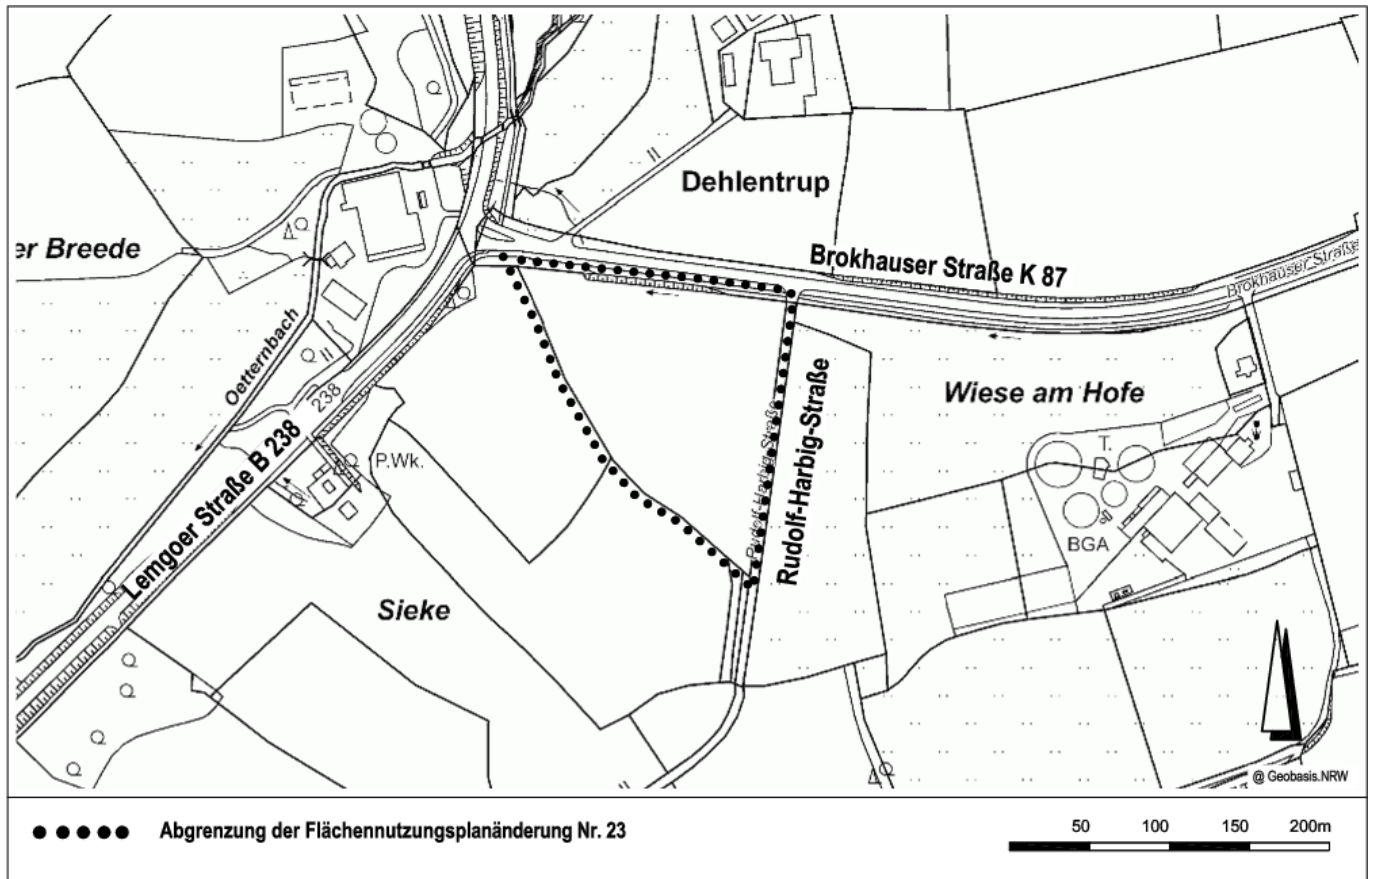 Dehlentrup
er Breede
Brokhauser Straße K 87
Brokhauser Straße
Oetternbach
238
Lemgoer Straße B 238
P.Wk.
Rudolf-Harbig-Straße
Rudolf-Harbig-Straße
Wiese am Hofe
T.
BGA
Sieke
@ Geobasis.NRW
Abgrenzung der Flächennutzungsplanänderung Nr. 23
50 100 150 200m